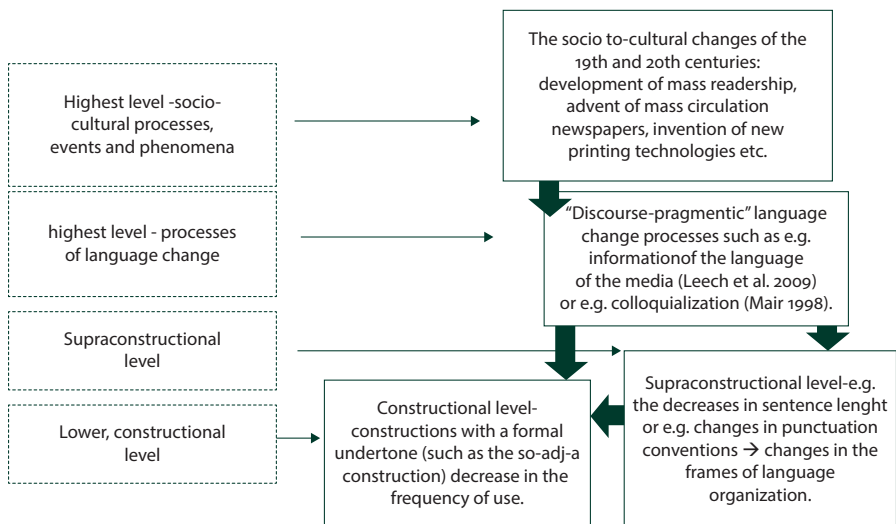 Highest level -socio-
cultural processes,
events and phenomena
The socio to-cultural changes of the
19th and 20th centuries:
development of mass readership,
advent of mass circulation
newspapers, invention of new
printing technologies etc.
highest level - processes
of language change
“Discourse-pragmentic” language
change processes such as e.g.
informationof the language
of the media (Leech et al. 2009)
or e.g. colloquialization (Mair 1998).
Supraconstructional
level
Supraconstructional level-e.g.
the decreases in sentence lenght
or e.g. changes in punctuation
conventions → changes in the
frames of language
organization.
Lower, constructional
level
Constructional level-
constructions with a formal
undertone (such as the so-adj-a
construction) decrease in the
frequency of use.